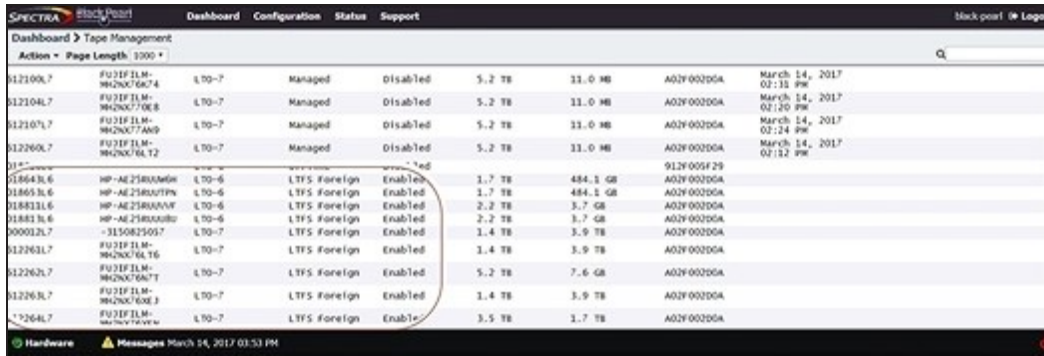 SPECTRA BlackPearl Dashboard Configuration Status Support black-pearl Logo
Dashboard > Tape Management
Action Page Length 1000
512100L7 FUJIFILM- LTO-7 Managed Disabled 5.2 TB 11.0 MB A02F002D0A March 14, 2017 02:31 PM
512104L7 FUJIFILM- LTO-7 Managed Disabled 5.2 TB 11.0 MB A02F002D0A March 14, 2017 02:20 PM
512107L7 FUJIFILM- LTO-7 Managed Disabled 5.2 TB 11.0 MB A02F002D0A March 14, 2017 02:24 PM
512260L7 FUJIFILM- LTO-7 Managed Disabled 5.2 TB 11.0 MB A02F002D0A March 14, 2017 02:12 PM
912F005F29
018643L6 LTO-6 LTFS Foreign Enabled 1.7 TB 484.1 GB A02F002D0A
018653L6 LTO-6 LTFS Foreign Enabled 1.7 TB 484.1 GB A02F002D0A
018811L6 LTO-6 LTFS Foreign Enabled 2.2 TB 3.7 GB A02F002D0A
018813L6 LTO-6 LTFS Foreign Enabled 2.2 TB 3.7 GB A02F002D0A
000012L7 -3150825057 LTO-7 LTFS Foreign Enabled 1.4 TB 3.9 TB A02F002D0A
512261L7 FUJIFILM- LTO-7 LTFS Foreign Enabled 1.4 TB 3.9 TB A02F002D0A
512262L7 FUJIFILM- LTO-7 LTFS Foreign Enabled 5.2 TB 7.6 GB A02F002D0A
512263L7 FUJIFILM- LTO-7 LTFS Foreign Enabled 1.4 TB 3.9 TB A02F002D0A
FUJIFILM- LTO-7 LTFS Foreign 3.5 TB 1.7 TB A02F002D0A
Hardware Messages March 14, 2017 03:53 PM